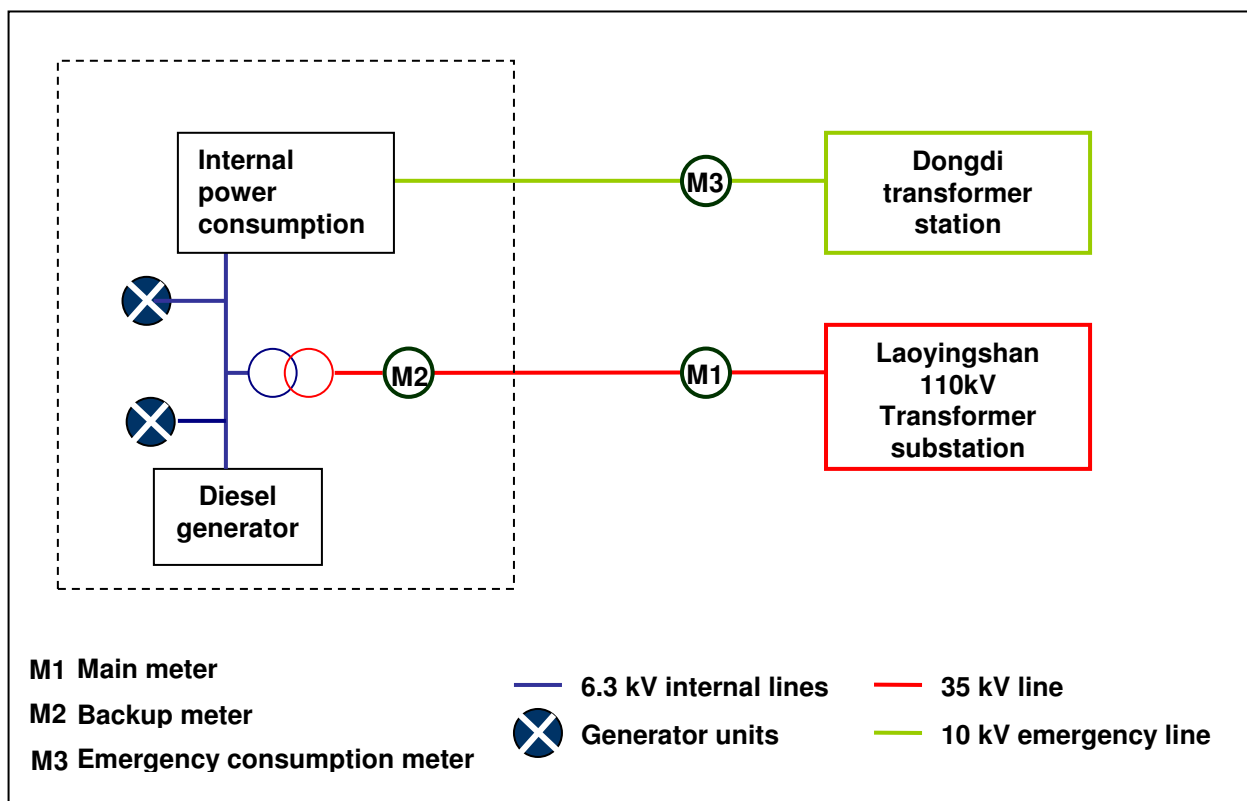 Internal
power
consumption
M3
Dongdi
transformer
station
M2
M1
Laoyingshan
110kV
Transformer
substation
Diesel
generator
M1 Main meter
M2 Backup meter
M3 Emergency consumption meter
6.3 kV internal lines
Generator units
35 kV line
10 kV emergency line